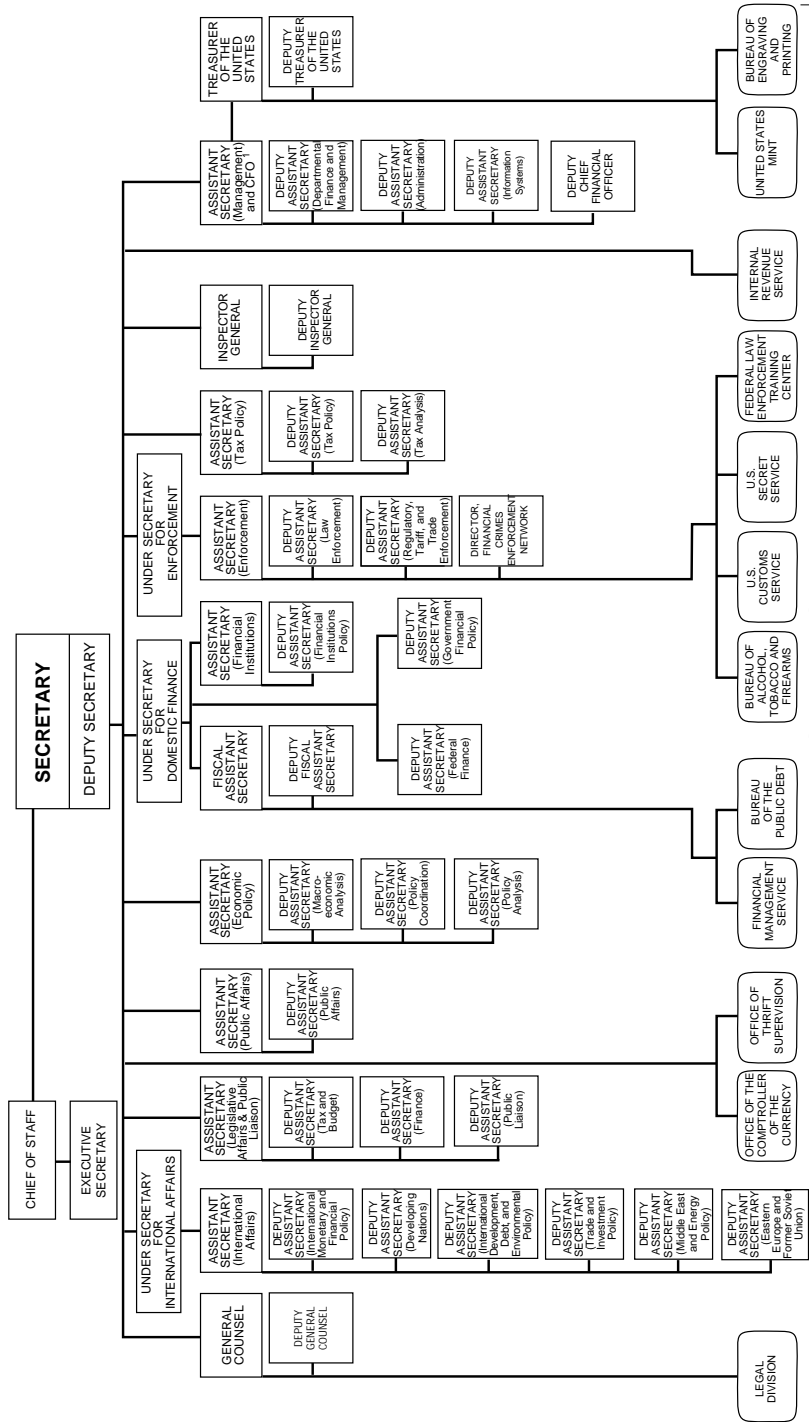 SECRETARY
DEPUTY SECRETARY
CHIEF OF STAFF
EXECUTIVE
SECRETARY
UNDER SECRETARY
FOR
INTERNATIONAL AFFAIRS
UNDER SECRETARY
FOR
DOMESTIC FINANCE
UNDER SECRETARY
FOR
ENFORCEMENT
GENERAL
COUNSEL
DEPUTY
GENERAL
COUNSEL
LEGAL
DIVISION
ASSISTANT
SECRETARY
(International
Affairs)
DEPUTY
ASSISTANT
SECRETARY
(International
Monetary and
Financial
Policy)
DEPUTY
ASSISTANT
SECRETARY
(Developing
Nations)
DEPUTY
ASSISTANT
SECRETARY
(International
Development,
Debt, and
Environmental
Policy)
DEPUTY
ASSISTANT
SECRETARY
(Trade and
Investment
Policy)
DEPUTY
ASSISTANT
SECRETARY
(Middle East
and Energy
Policy)
DEPUTY
ASSISTANT
SECRETARY
(Eastern
Europe and
Former Soviet
Union)
ASSISTANT
SECRETARY
(Legislative
Affairs & Public
Liaison)
DEPUTY
ASSISTANT
SECRETARY
(Tax and
Budget)
DEPUTY
ASSISTANT
SECRETARY
(Finance)
DEPUTY
ASSISTANT
SECRETARY
(Public
Liaison)
OFFICE OF THE
COMPTROLLER
OF THE
CURRENCY
OFFICE OF
THRIFT
SUPERVISION
ASSISTANT
SECRETARY
(Public Affairs)
DEPUTY
ASSISTANT
SECRETARY
(Public
Affairs)
ASSISTANT
SECRETARY
(Economic
Policy)
DEPUTY
ASSISTANT
SECRETARY
(Macro-
economic
Analysis)
DEPUTY
ASSISTANT
SECRETARY
(Policy
Coordination)
DEPUTY
ASSISTANT
SECRETARY
(Policy
Analysis)
FISCAL
ASSISTANT
SECRETARY
DEPUTY
FISCAL
ASSISTANT
SECRETARY
FINANCIAL
MANAGEMENT
SERVICE
BUREAU
OF THE
PUBLIC DEBT
DEPUTY
ASSISTANT
SECRETARY
(Federal
Finance)
DEPUTY
ASSISTANT
SECRETARY
(Government
Financial
Policy)
ASSISTANT
SECRETARY
(Financial
Institutions)
DEPUTY
ASSISTANT
SECRETARY
(Financial
Institutions
Policy)
ASSISTANT
SECRETARY
(Enforcement)
DEPUTY
ASSISTANT
SECRETARY
(Law
Enforcement)
DEPUTY
ASSISTANT
SECRETARY
(Regulatory,
Tariff, and
Trade
Enforcement)
DIRECTOR,
FINANCIAL
CRIMES
ENFORCEMENT
NETWORK
BUREAU OF
ALCOHOL,
TOBACCO AND
FIREARMS
U.S.
CUSTOMS
SERVICE
U.S.
SECRET
SERVICE
FEDERAL LAW
ENFORCEMENT
TRAINING
CENTER
ASSISTANT
SECRETARY
(Tax Policy)
DEPUTY
ASSISTANT
SECRETARY
(Tax Policy)
DEPUTY
ASSISTANT
SECRETARY
(Tax Analysis)
INSPECTOR
GENERAL
DEPUTY
INSPECTOR
GENERAL
INTERNAL
REVENUE
SERVICE
ASSISTANT
SECRETARY
(Management)
and CFO 1
DEPUTY
ASSISTANT
SECRETARY
(Departmental
Finance and
Management)
DEPUTY
ASSISTANT
SECRETARY
(Administration)
DEPUTY
ASSISTANT
SECRETARY
(Information
Systems)
DEPUTY
CHIEF
FINANCIAL
OFFICER
TREASURER
OF THE
UNITED
STATES
DEPUTY
TREASURER
OF THE
UNITED
STATES
UNITED STATES
MINT
BUREAU OF
ENGRAVING
AND
PRINTING